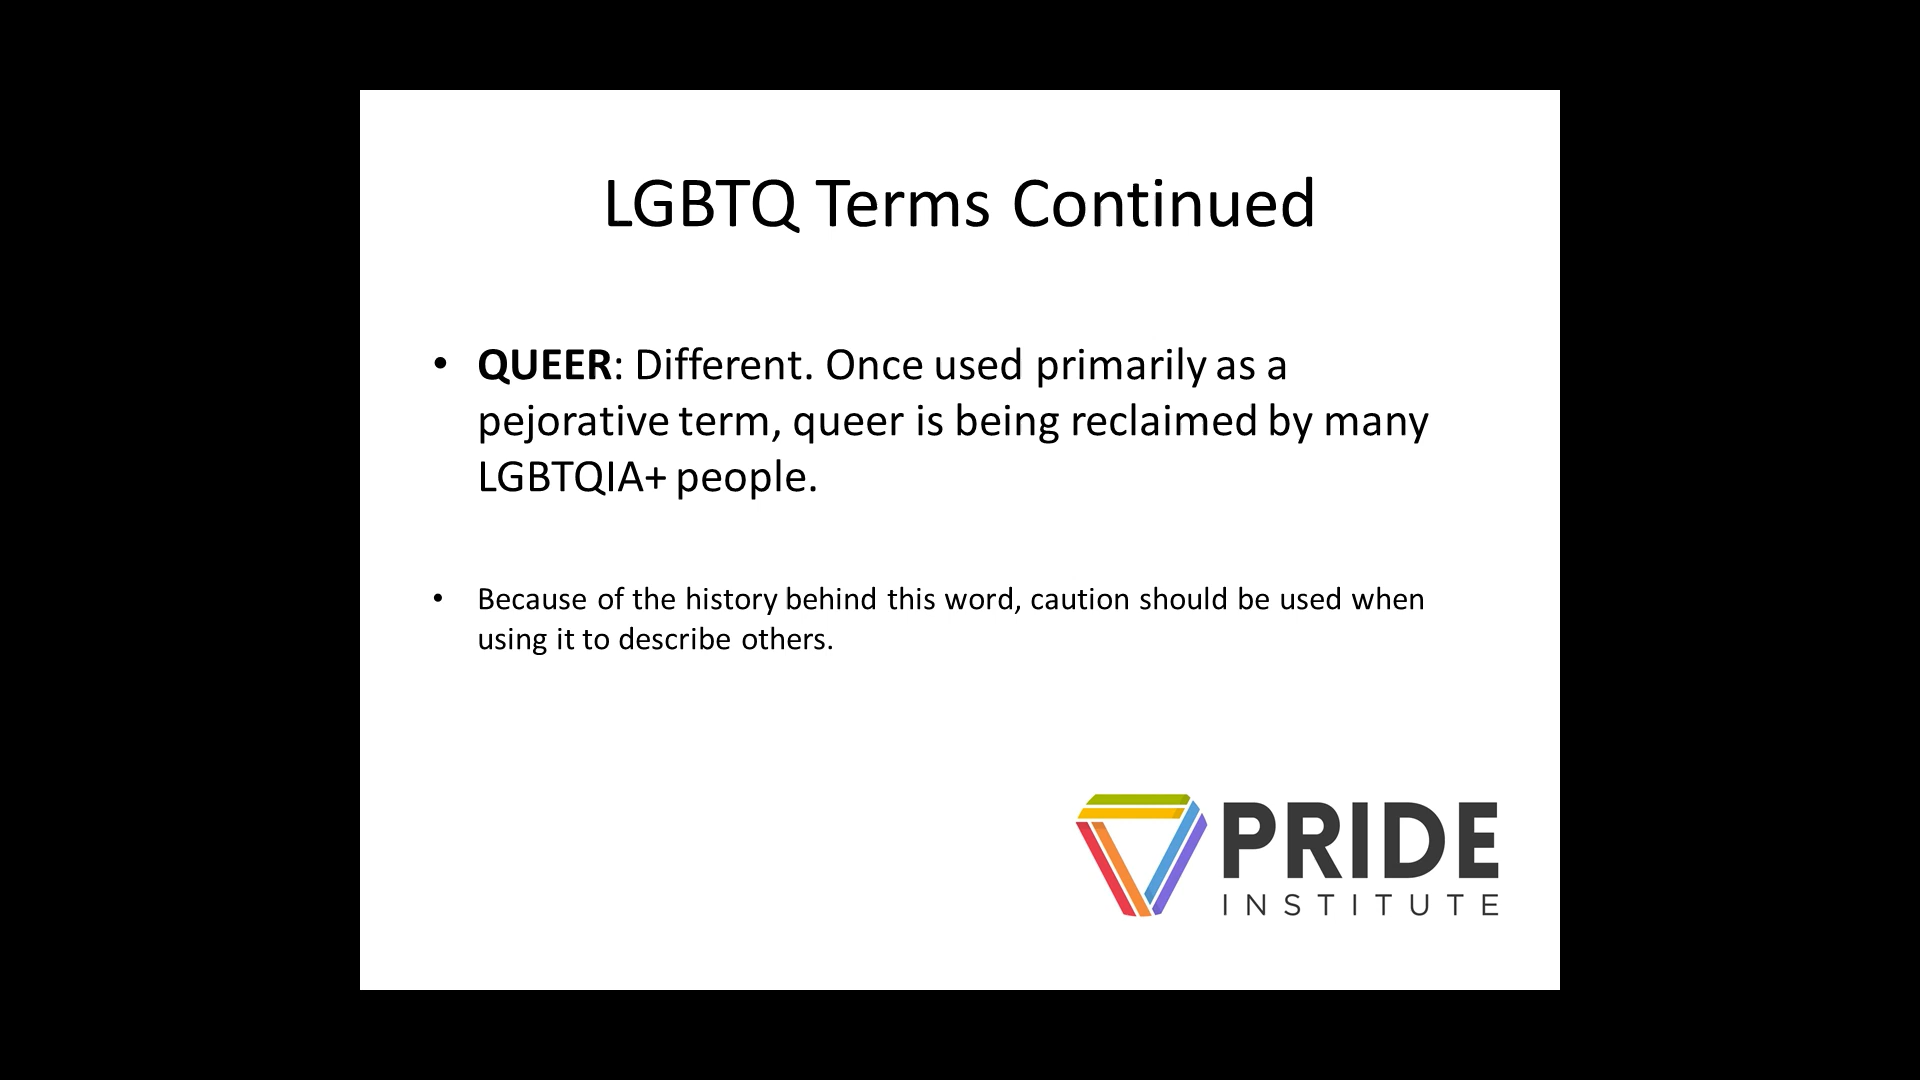 LGBTQ Terms Continued
• QUEER: Different. Once used primarily as a
pejorative term, queer is being reclaimed by many
LGBTQIA+ people.
• Because of the history behind this word, caution should be used when
using it to describe others.
PRIDE
INSTITUTE